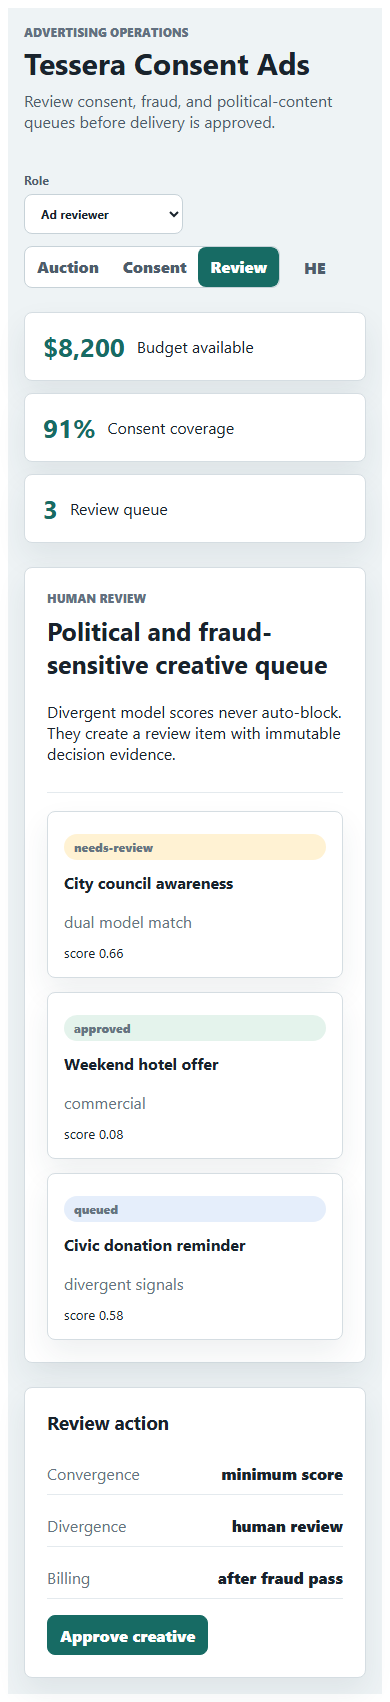 ADVERTISING OPERATIONS
Tessera Consent Ads
Review consent, fraud, and political-content
queues before delivery is approved.
Role
Ad reviewer
Auction Consent Review HE
$8,200 Budget available
91% Consent coverage
3 Review queue
HUMAN REVIEW
Political and fraud-
sensitive creative queue
Divergent model scores never auto-block.
They create a review item with immutable
decision evidence.
needs-review
City council awareness
dual model match
score 0.66
approved
Weekend hotel offer
commercial
score 0.08
queued
Civic donation reminder
divergent signals
score 0.58
Review action
Convergence minimum score
Divergence human review
Billing after fraud pass
Approve creative